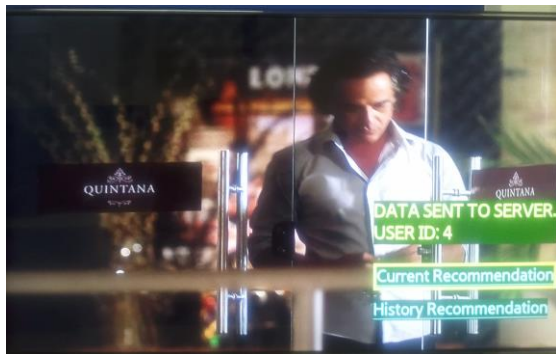 QUINTANA
QUINTANA
DATA SENT TO SERVER.
USER ID: 4
Current Recommendation
History Recommendation